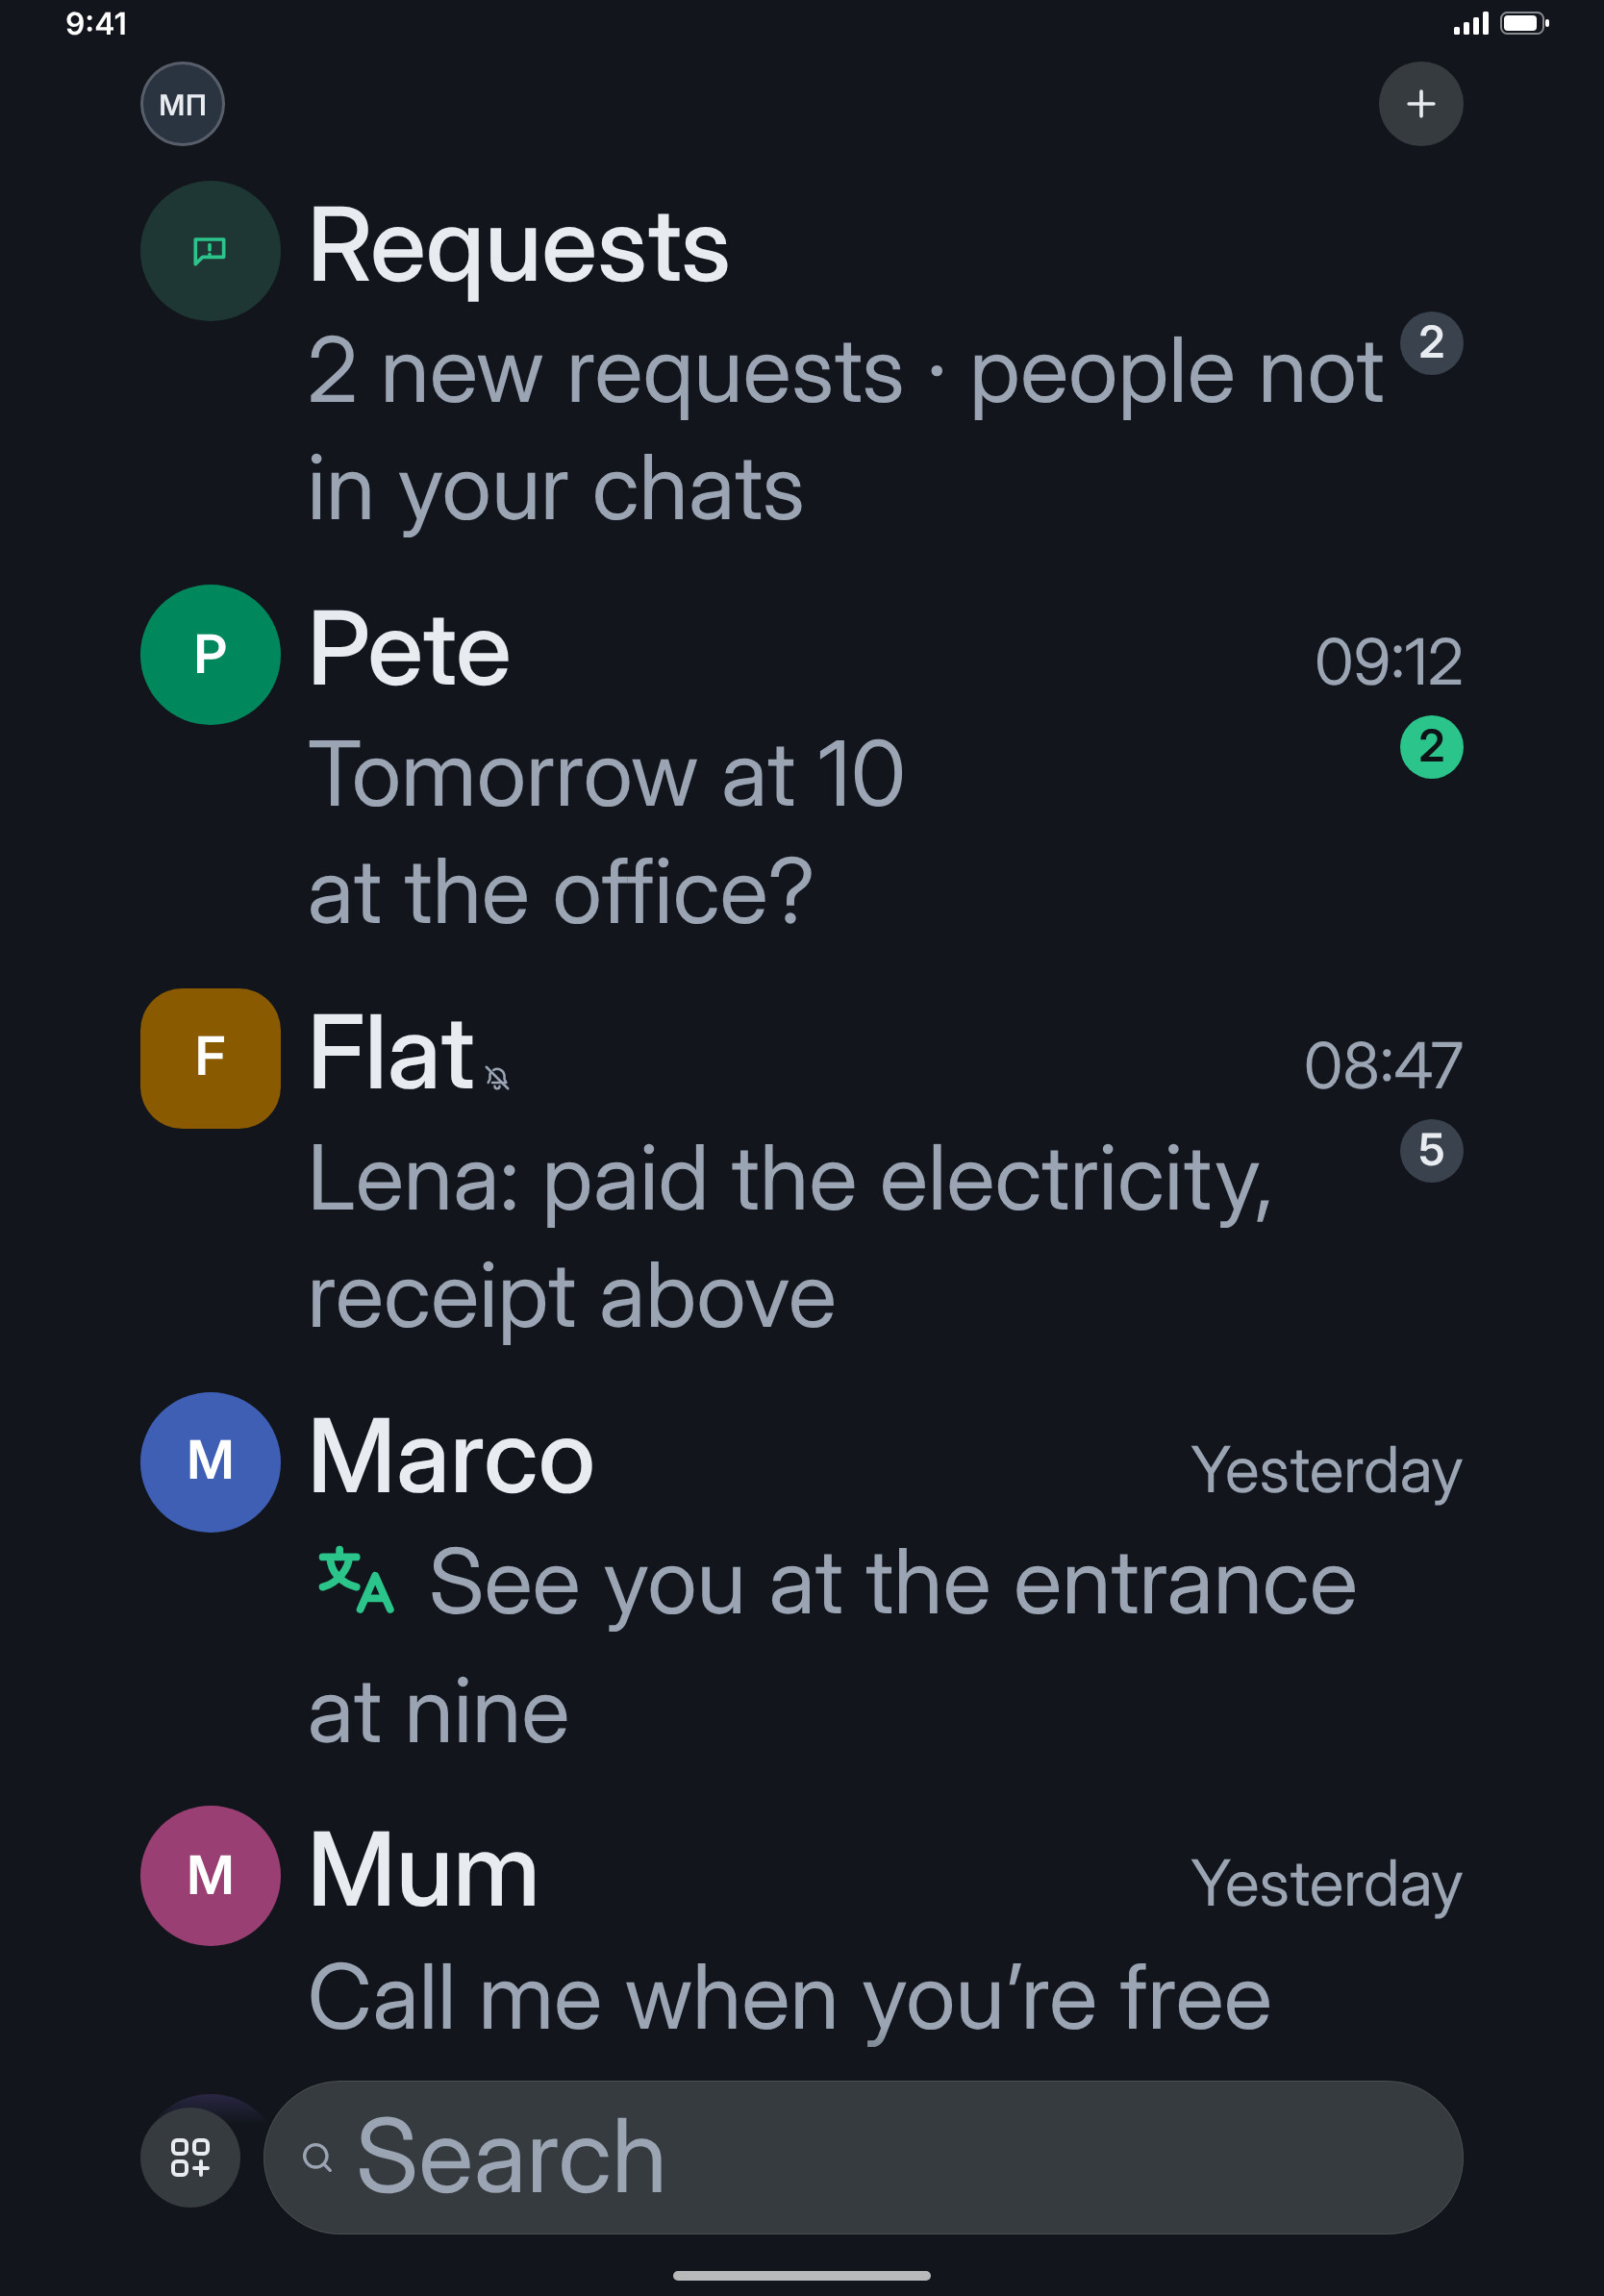 9:41
МП
Requests
2 new requests · people not
2
in your chats
P
Pete
09:12
Tomorrow at 10
2
at the office?
F
Flat
08:47
Lena: paid the electricity,
5
receipt above
M
Marco
Yesterday
See you at the entrance
at nine
M
Mum
Yesterday
Call me when you’re free
Search